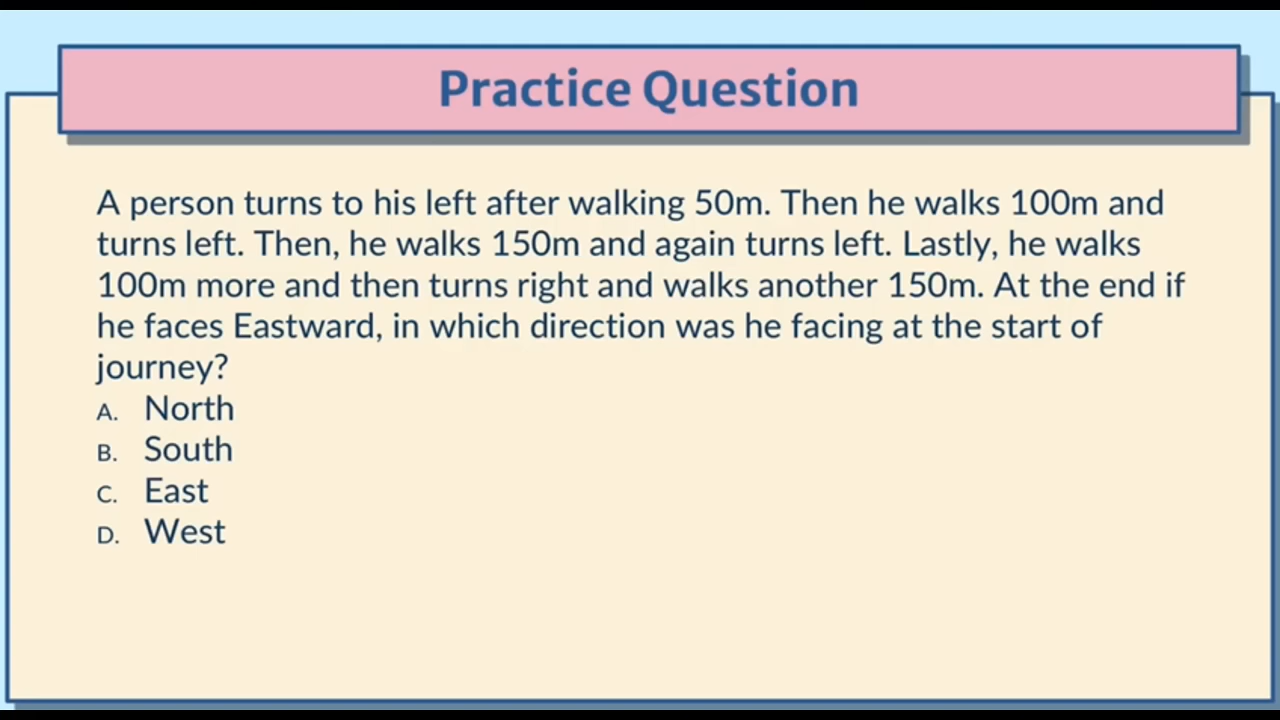 Practice Question
A person turns to his left after walking 50m. Then he walks 100m and
turns left. Then, he walks 150m and again turns left. Lastly, he walks
100m more and then turns right and walks another 150m. At the end if
he faces Eastward, in which direction was he facing at the start of
journey?
A. North
B. South
C. East
D. West